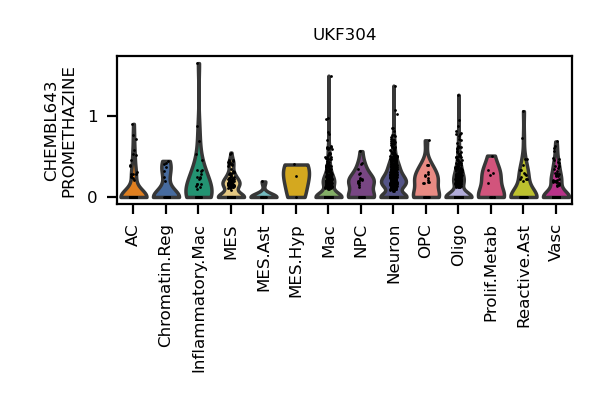 UKF304
CHEMBL643
PROMETHAZINE
1
0
AC
Chromatin.Reg
Inflammatory.Mac
MES
MES.Ast
MES.Hyp
Mac
NPC
Neuron
OPC
Oligo
Prolif.Metab
Reactive.Ast
Vasc